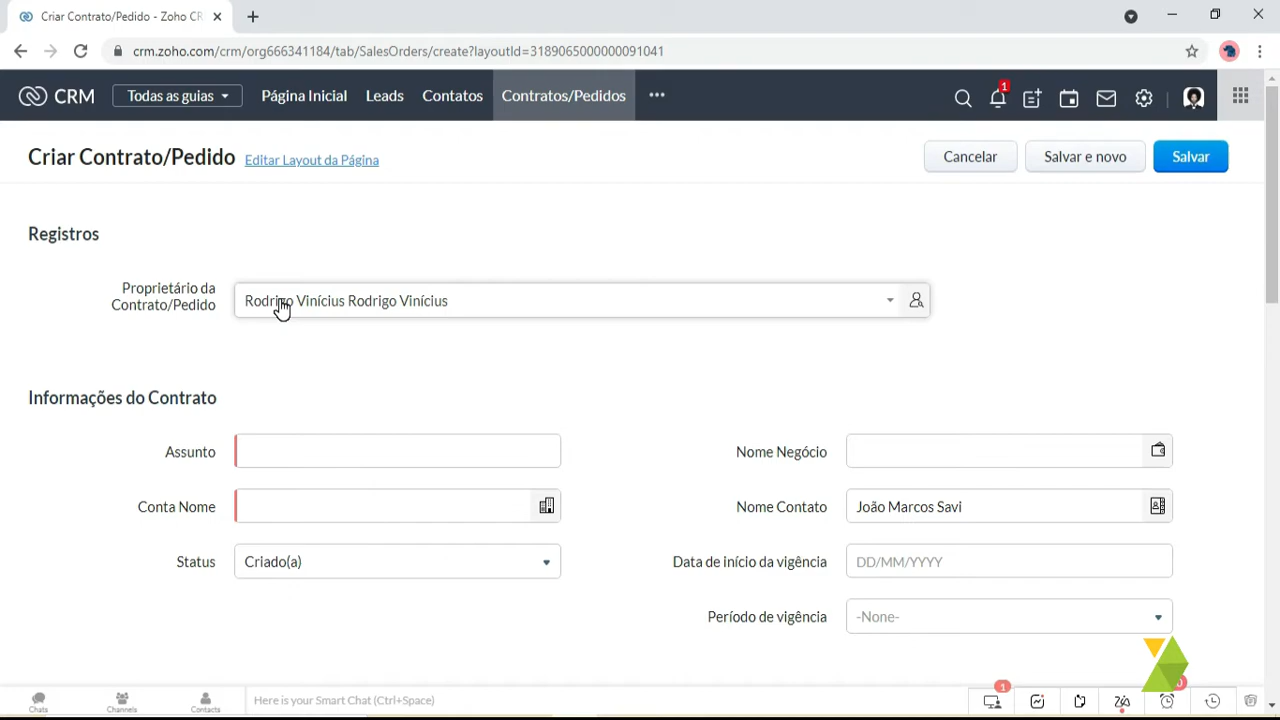 Criar Contrato/Pedido - Zoho CR
crm.zoho.com/crm/org666341184/tab/SalesOrders/create?layoutId=3189065000000091041
CRM
Todas as guias
Página Inicial
Leads
Contatos
Contratos/Pedidos
1
Criar Contrato/Pedido
Editar Layout da Página
Cancelar
Salvar e novo
Salvar
Registros
Proprietário da
Contrato/Pedido
Rodrigo Vinícius Rodrigo Vinícius
Informações do Contrato
Assunto
Nome Negócio
Conta Nome
Nome Contato
João Marcos Savi
Status
Criado(a)
Data de início da vigência
DD/MM/YYYY
Período de vigência
-None-
Chats
Channels
Contacts
Here is your Smart Chat (Ctrl+Space)
1